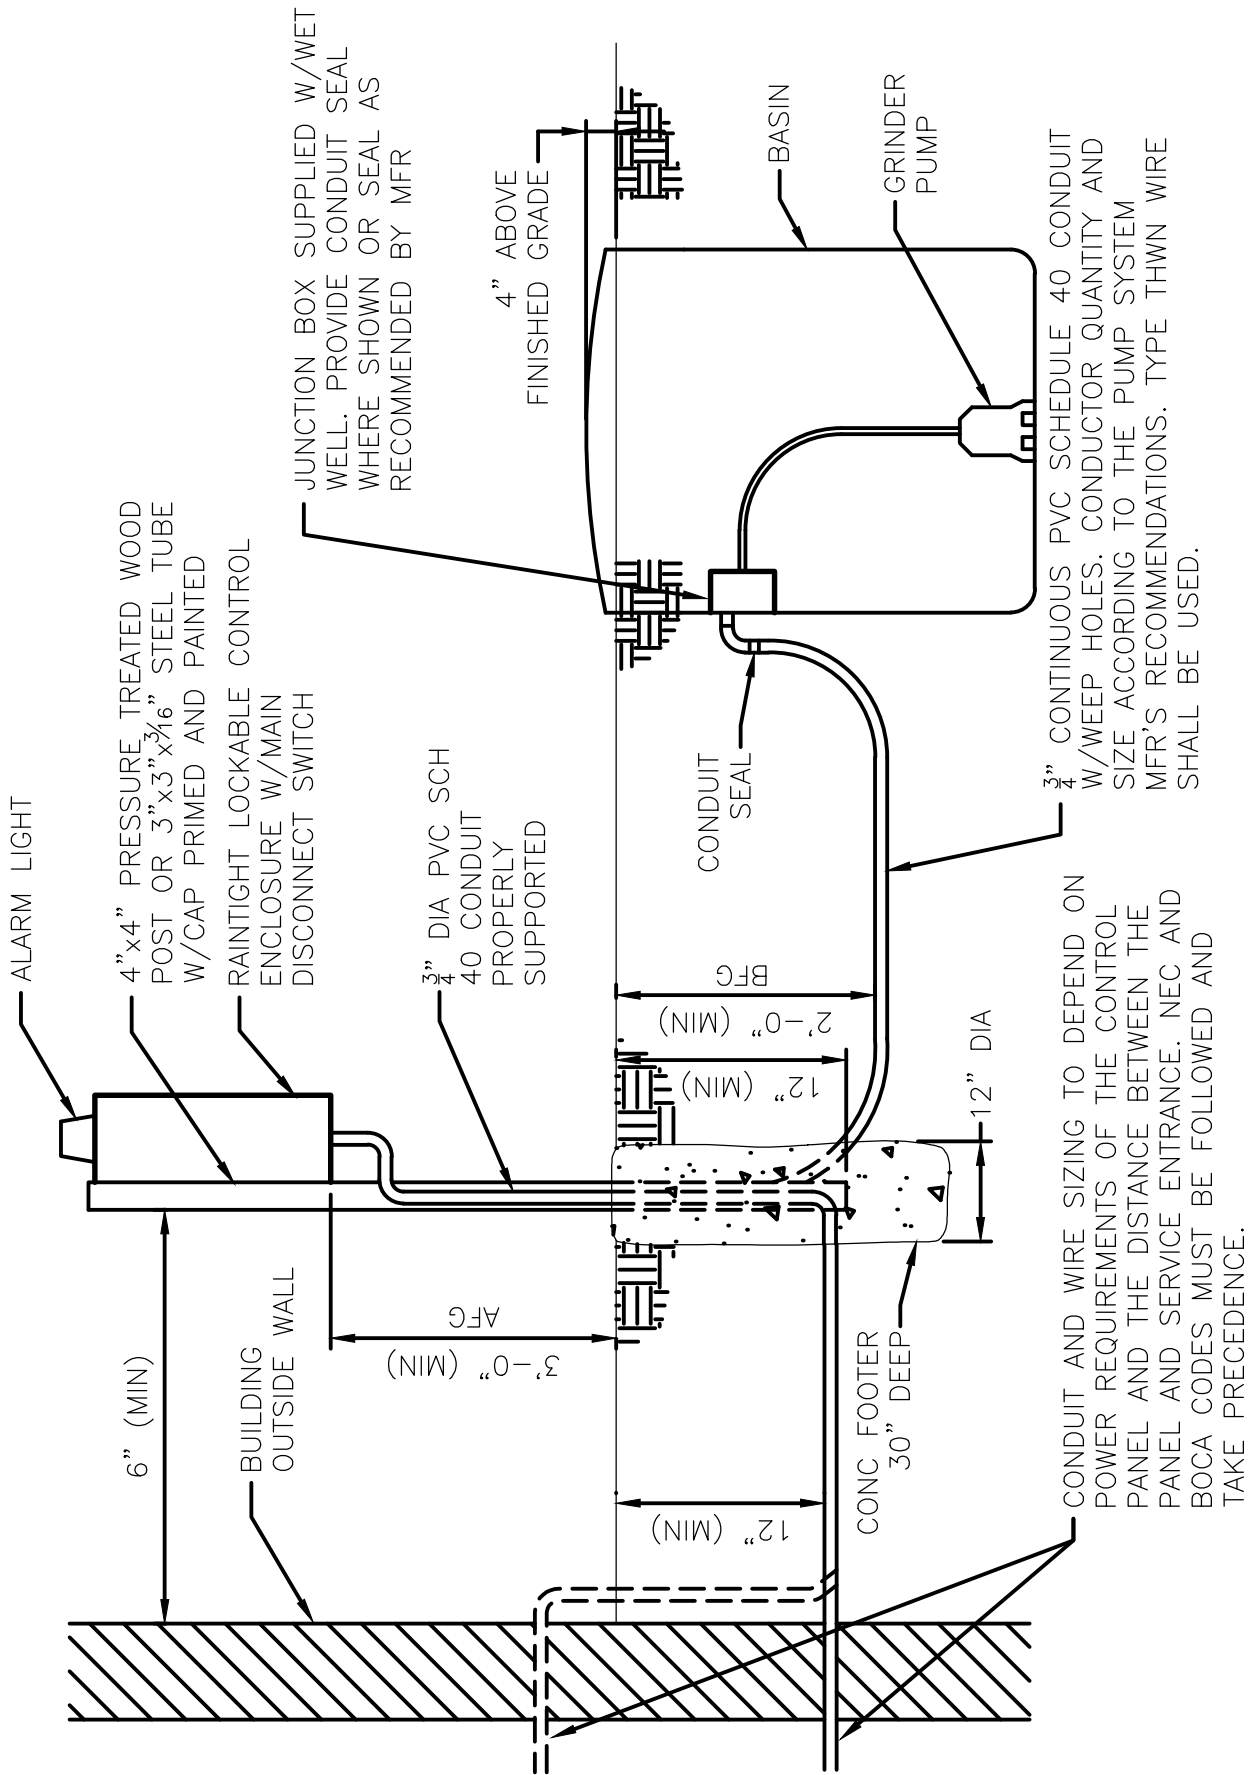 ALARM LIGHT
4"x4" PRESSURE TREATED WOOD
POST OR 3"x3"x3/16" STEEL TUBE
W/CAP PRIMED AND PAINTED
RAINTIGHT LOCKABLE CONTROL
ENCLOSURE W/MAIN
DISCONNECT SWITCH
JUNCTION BOX SUPPLIED W/WET
WELL. PROVIDE CONDUIT SEAL
WHERE SHOWN OR SEAL AS
RECOMMENDED BY MFR
6" (MIN)
BUILDING
OUTSIDE WALL
3'-0" (MIN)
AFG
3/4" DIA PVC SCH
40 CONDUIT
PROPERLY
SUPPORTED
4" ABOVE
FINISHED GRADE
12" (MIN)
12" (MIN)
2'-0" (MIN)
BFG
CONDUIT
SEAL
BASIN
GRINDER
PUMP
CONC FOOTER
30" DEEP
12" DIA
CONDUIT AND WIRE SIZING TO DEPEND ON
POWER REQUIREMENTS OF THE CONTROL
PANEL AND THE DISTANCE BETWEEN THE
PANEL AND SERVICE ENTRANCE. NEC AND
BOCA CODES MUST BE FOLLOWED AND
TAKE PRECEDENCE.
3/4" CONTINUOUS PVC SCHEDULE 40 CONDUIT
W/WEEP HOLES. CONDUCTOR QUANTITY AND
SIZE ACCORDING TO THE PUMP SYSTEM
MFR'S RECOMMENDATIONS. TYPE THWN WIRE
SHALL BE USED.